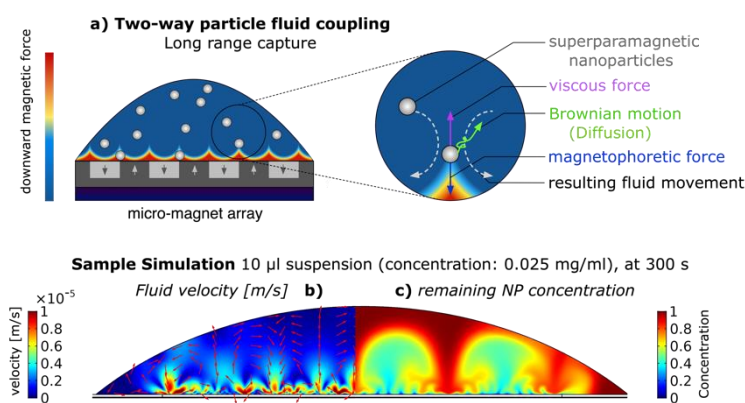 a) Two-way particle fluid coupling
Long range capture
downward magnetic force
micro-magnet array
superparamagnetic
nanoparticles
viscous force
Brownian motion
(Diffusion)
magnetophoretic force
resulting fluid movement
Sample Simulation 10 µl suspension (concentration: 0.025 mg/ml), at 300 s
Fluid velocity [m/s] b) c) remaining NP concentration
velocity [m/s]
×10⁻⁵
1
0.8
0.6
0.4
0.2
0
1
0.8
0.6
0.4
0.2
0
Concentration